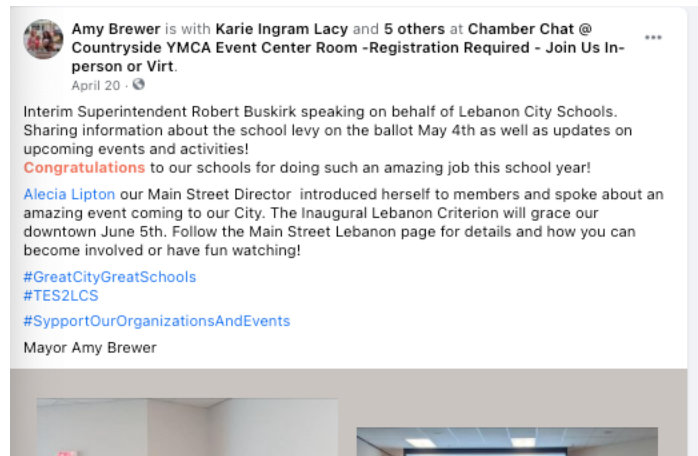 Amy Brewer is with Karie Ingram Lacy and 5 others at Chamber Chat @
Countryside YMCA Event Center Room -Registration Required - Join Us In-
person or Virt.
April 20 ·
Interim Superintendent Robert Buskirk speaking on behalf of Lebanon City Schools.
Sharing information about the school levy on the ballot May 4th as well as updates on
upcoming events and activities!
Congratulations to our schools for doing such an amazing job this school year!
Alecia Lipton our Main Street Director  introduced herself to members and spoke about an
amazing event coming to our City. The Inaugural Lebanon Criterion will grace our
downtown June 5th. Follow the Main Street Lebanon page for details and how you can
become involved or have fun watching!
#GreatCityGreatSchools
#TES2LCS
#SypportOurOrganizationsAndEvents
Mayor Amy Brewer